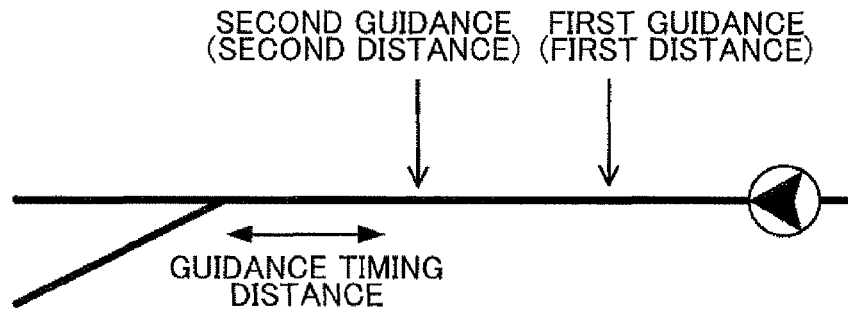 SECOND GUIDANCE
(SECOND DISTANCE)
FIRST GUIDANCE
(FIRST DISTANCE)
GUIDANCE TIMING
DISTANCE